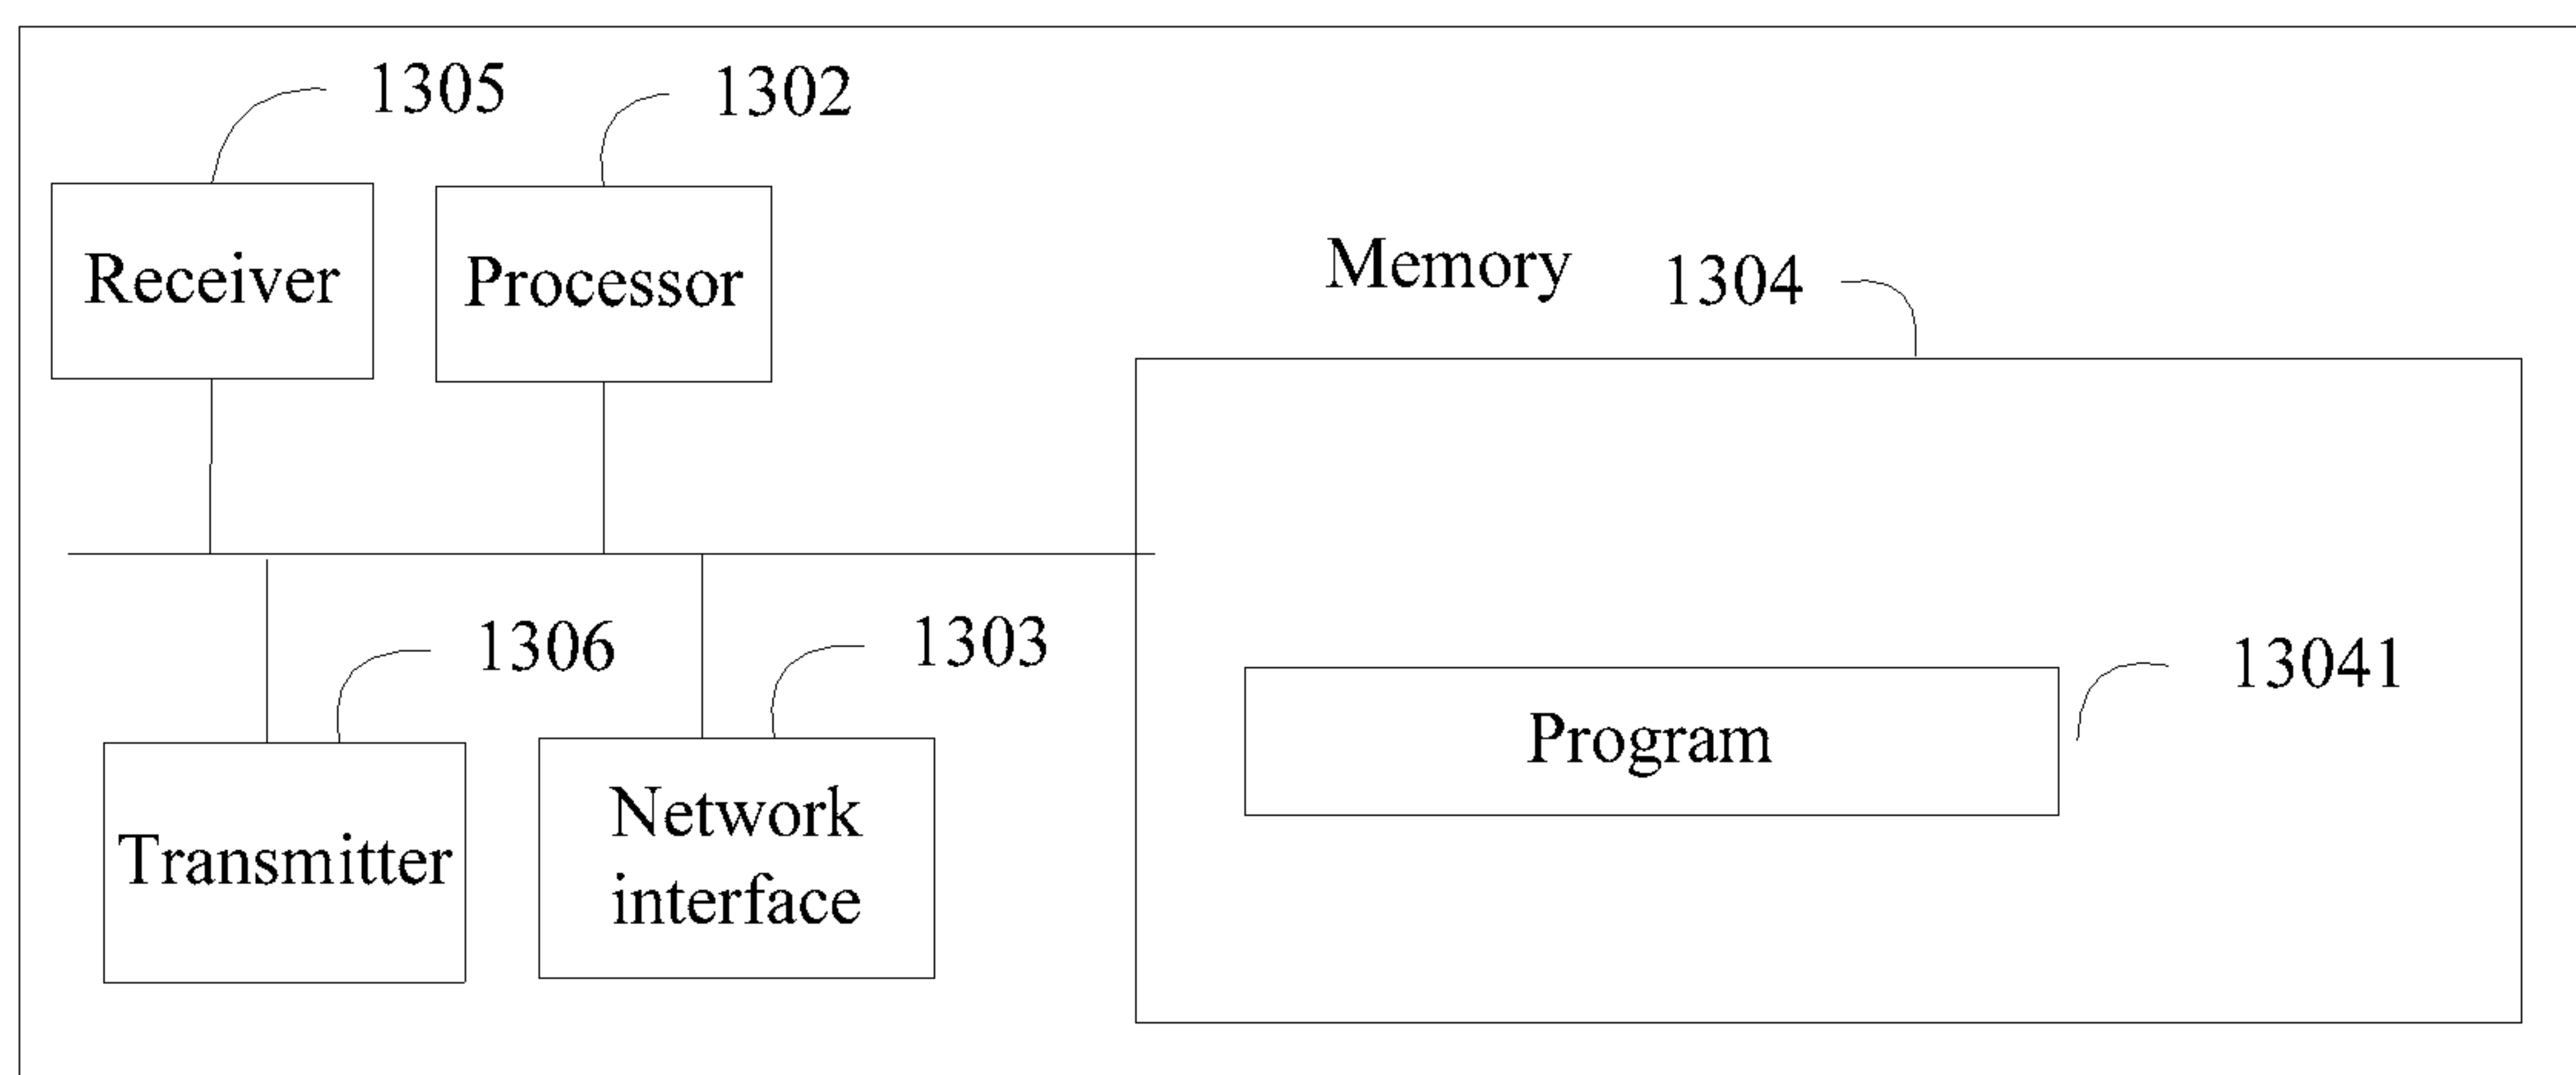 1305
1302
Receiver
Processor
Memory
1304
1306
1303
13041
Transmitter
Network
interface
Program